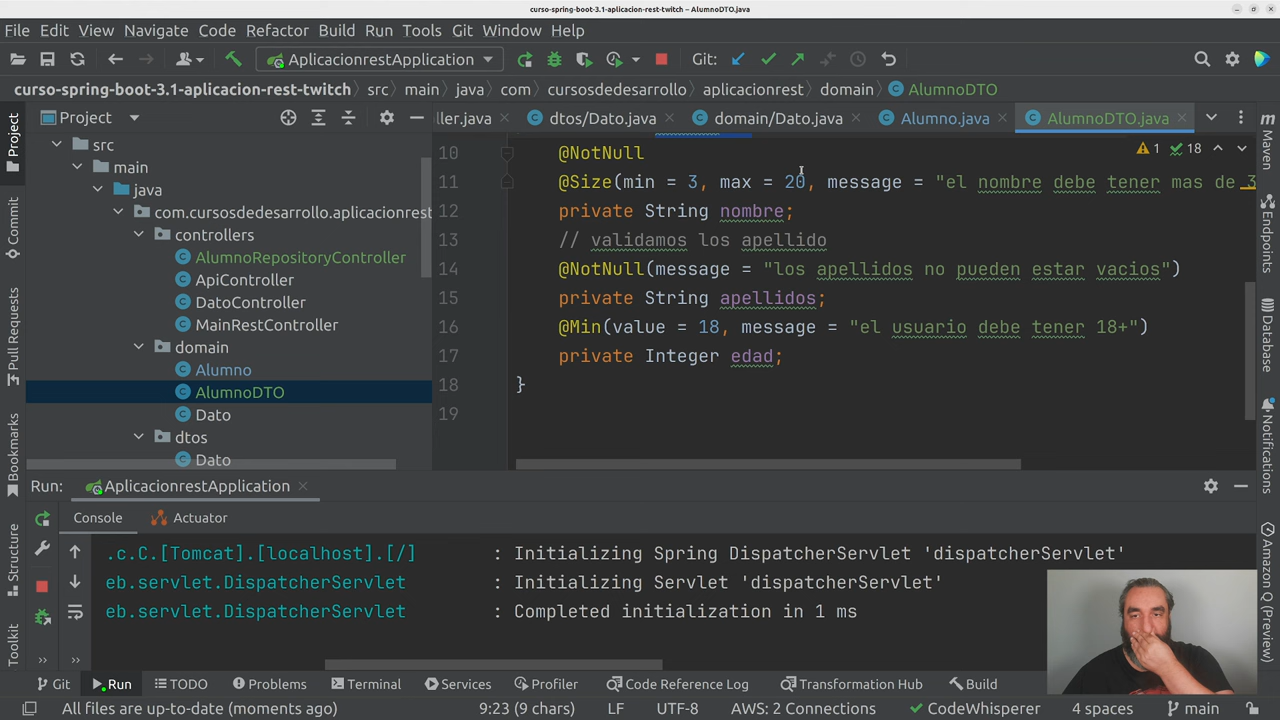 curso-spring-boot-3.1-aplicacion-rest-twitch – AlumnoDTO.java
File Edit View Navigate Code Refactor Build Run Tools Git Window Help
AplicacionrestApplication Git:
curso-spring-boot-3.1-aplicacion-rest-twitch src main java com cursosdedesarrollo aplicacionrest domain AlumnoDTO
Project
ller.java dtos/Dato.java domain/Dato.java Alumno.java AlumnoDTO.java
src
main
java
com.cursosdedesarrollo.aplicacionrest
controllers
AlumnoRepositoryController
ApiController
DatoController
MainRestController
domain
Alumno
AlumnoDTO
Dato
dtos
Dato
1 18
10 @NotNull
11 @Size(min = 3, max = 20, message = "el nombre debe tener mas de 3
12 private String nombre;
13 // validamos los apellido
14 @NotNull(message = "los apellidos no pueden estar vacios")
15 private String apellidos;
16 @Min(value = 18, message = "el usuario debe tener 18+")
17 private Integer edad;
18 }
19
Project
Commit
Pull Requests
Bookmarks
Structure
Toolkit
Maven
Endpoints
Database
Notifications
Amazon Q (Preview)
Run: AplicacionrestApplication
Console Actuator
.c.C.[Tomcat].[localhost].[/] : Initializing Spring DispatcherServlet 'dispatcherServlet'
eb.servlet.DispatcherServlet : Initializing Servlet 'dispatcherServlet'
eb.servlet.DispatcherServlet : Completed initialization in 1 ms
Git Run TODO Problems Terminal Services Profiler Code Reference Log Transformation Hub Build
All files are up-to-date (moments ago) 9:23 (9 chars) LF UTF-8 AWS: 2 Connections CodeWhisperer 4 spaces main